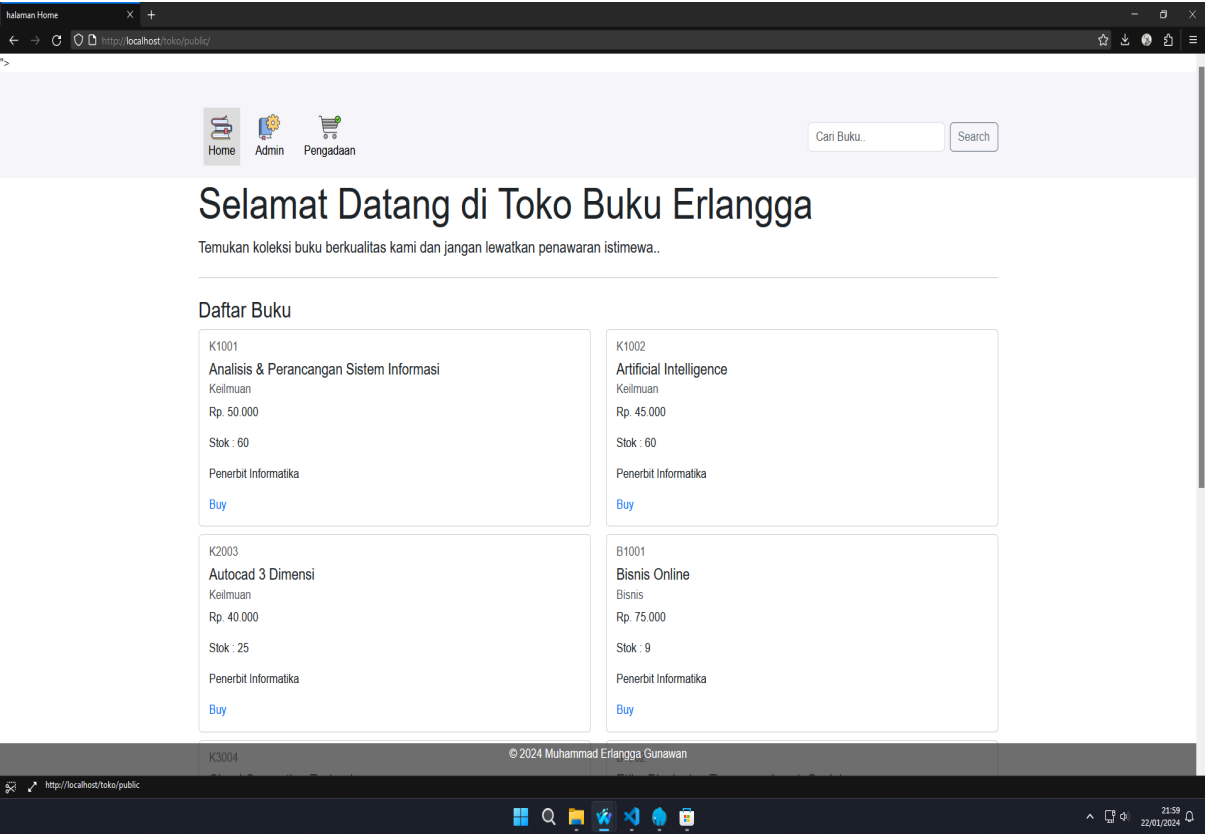 halaman Home
http://localhost/toko/public/
">
Home Admin Pengadaan
Cari Buku.. Search
Selamat Datang di Toko Buku Erlangga
Temukan koleksi buku berkualitas kami dan jangan lewatkan penawaran istimewa..
Daftar Buku
K1001
Analisis & Perancangan Sistem Informasi
Keilmuan
Rp. 50.000
Stok : 60
Penerbit Informatika
Buy
K1002
Artificial Intelligence
Keilmuan
Rp. 45.000
Stok : 60
Penerbit Informatika
Buy
K2003
Autocad 3 Dimensi
Keilmuan
Rp. 40.000
Stok : 25
Penerbit Informatika
Buy
B1001
Bisnis Online
Bisnis
Rp. 75.000
Stok : 9
Penerbit Informatika
Buy
K3004
© 2024 Muhammad Erlangga Gunawan
http://localhost/toko/public
21:59
22/01/2024